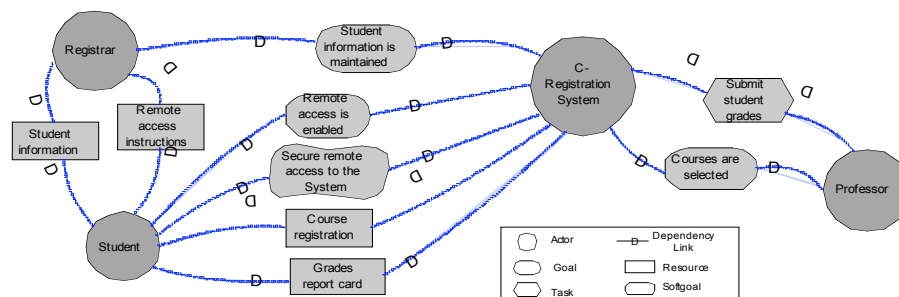 Registrar
D
Student
information is
maintained
D
C-
Registration
System
D
Submit
student
grades
D
D
D
Student
information
Remote
access
instructions
D
D
Remote
access is
enabled
D
D
Secure remote
access to the
System
D
D
D
D
D
Courses are
selected
D
Professor
Course
registration
Student
D
Grades
report card
D
Actor
D
Dependency
Link
Goal
Resource
Task
Softgoal